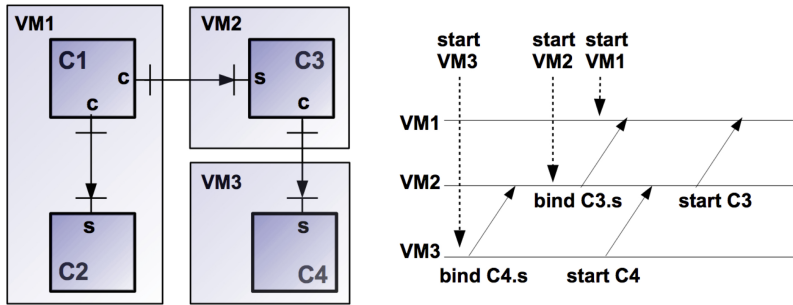 VM1
C1
c
c
s
C2
VM2
C3
s
c
VM3
s
C4
start
VM3
start
VM2
start
VM1
VM1
VM2
bind C3.s
start C3
VM3
bind C4.s
start C4